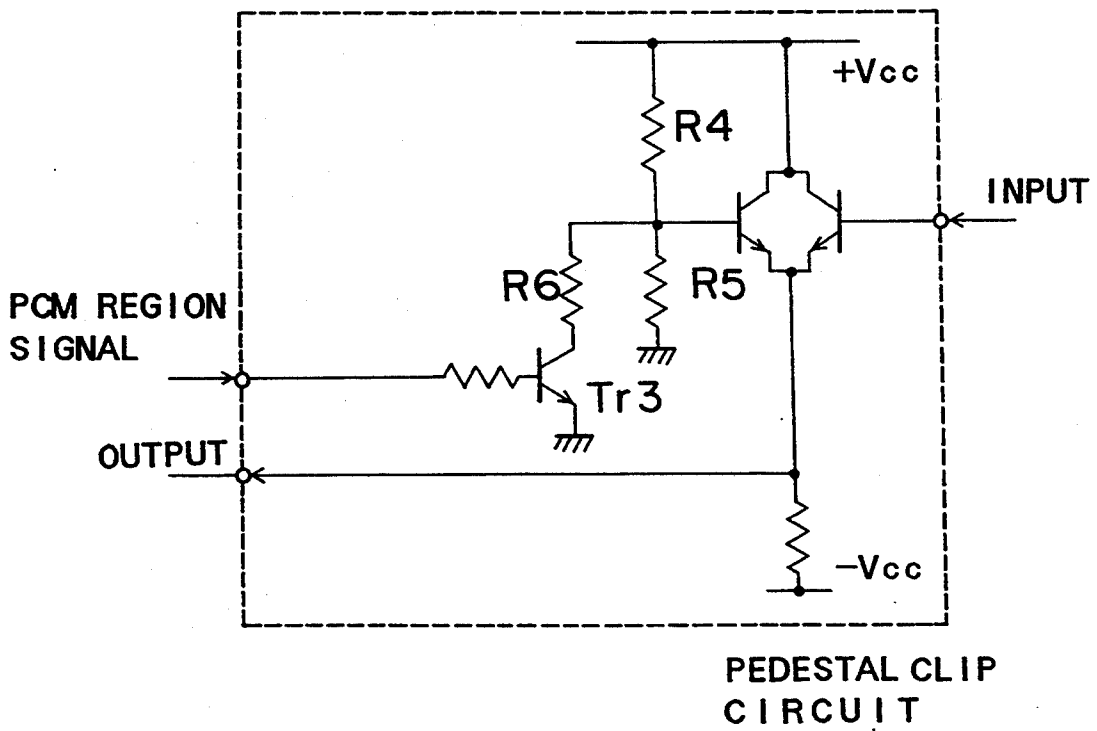 +Vcc
R4
INPUT
R6
R5
PCM REGION
SIGNAL
Tr3
OUTPUT
−Vcc
PEDESTAL CLIP
CIRCUIT